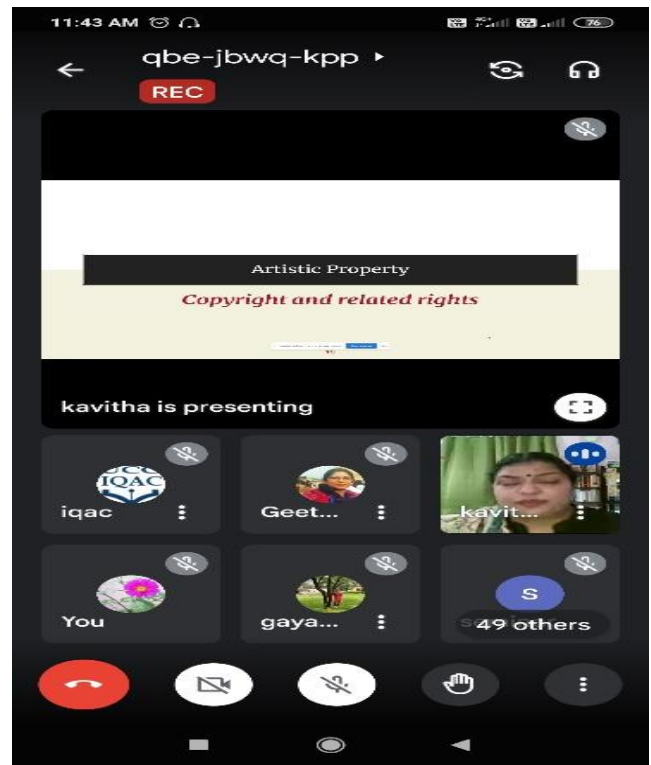 11:43 AM
76
qbe-jbwq-kpp
REC
Artistic Property
Copyright and related rights
kavitha is presenting
IQAC
iqac
Geet...
kavit...
You
gaya...
S
49 others